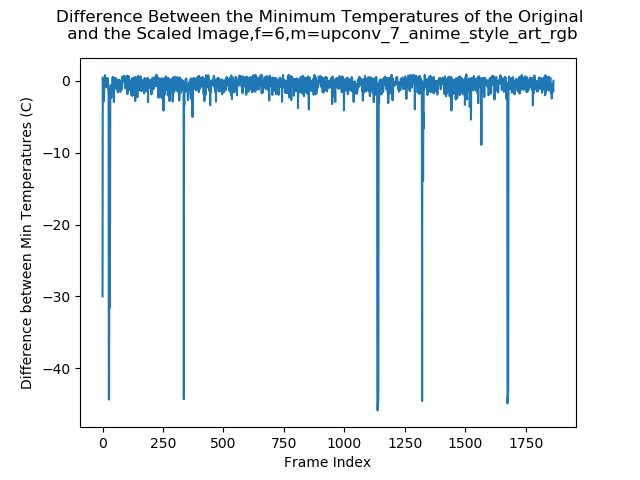 Difference Between the Minimum Temperatures of the Original
and the Scaled Image,f=6,m=upconv_7_anime_style_art_rgb
Difference between Min Temperatures (C)
0
−10
−20
−30
−40
0 250 500 750 1000 1250 1500 1750
Frame Index